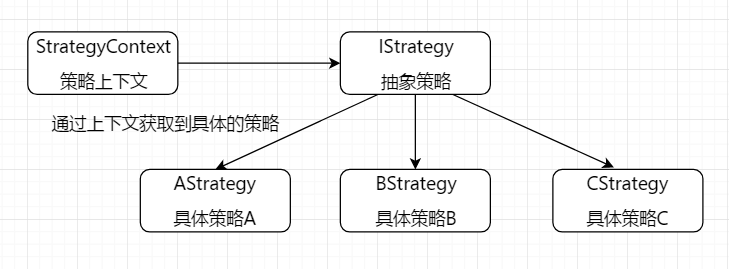 StrategyContext
策略上下文
IStrategy
抽象策略
通过上下文获取到具体的策略
AStrategy
具体策略A
BStrategy
具体策略B
CStrategy
具体策略C